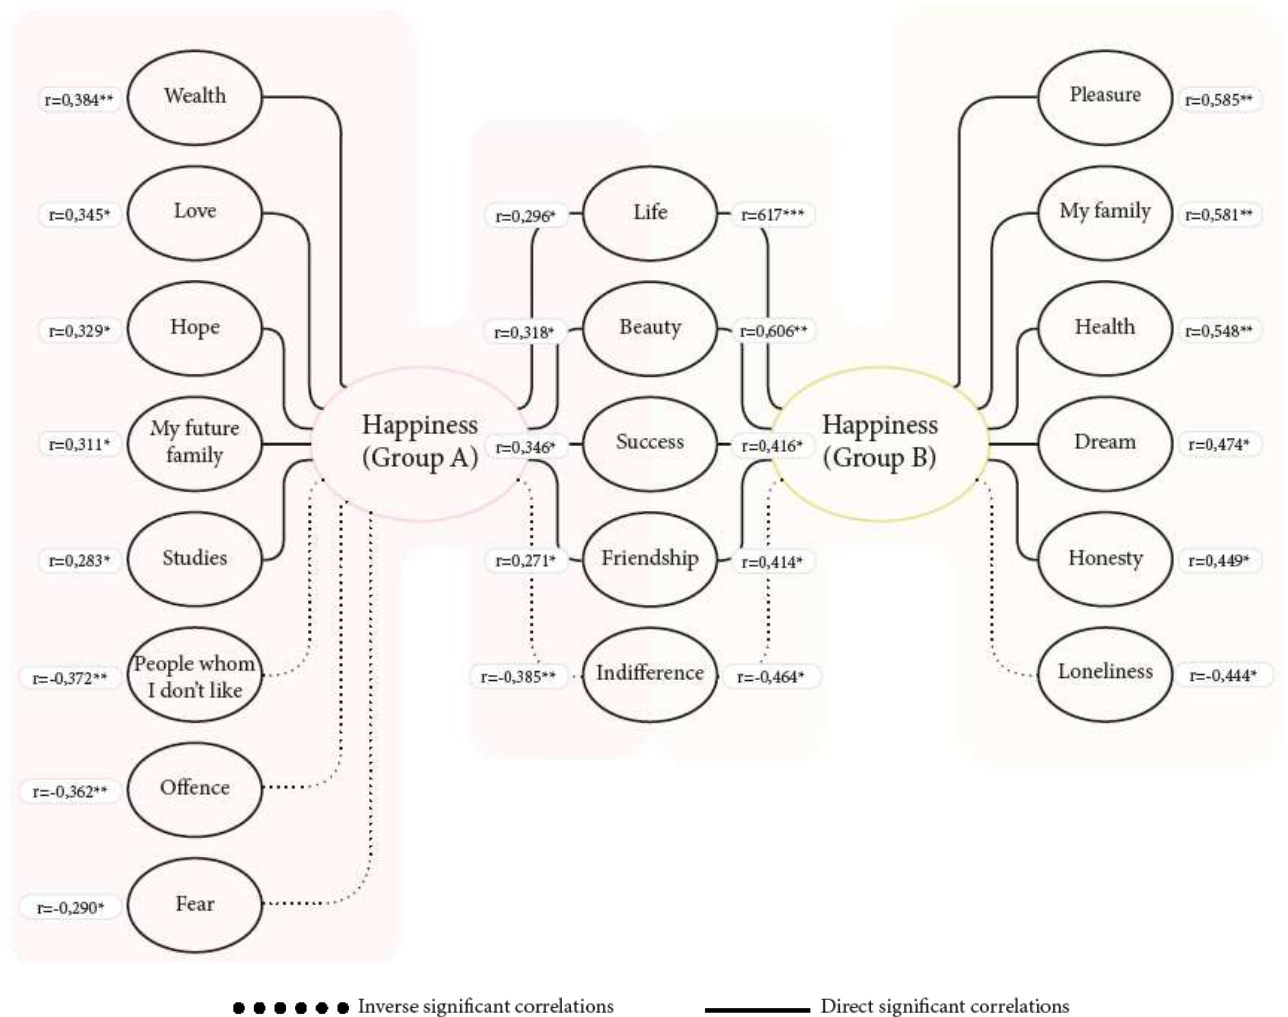 r=0,384**
Wealth
r=0,345*
Love
r=0,329*
Hope
r=0,311*
My future
family
r=0,283*
Studies
r=-0,372**
People whom
I don't like
r=-0,362**
Offence
r=-0,290*
Fear
Happiness
(Group A)
r=0,296*
Life
r=617***
r=0,318*
Beauty
r=0,606**
r=0,346*
Success
r=0,416*
r=0,271*
Friendship
r=0,414*
r=-0,385**
Indifference
r=-0,464*
Happiness
(Group B)
Pleasure
r=0,585**
My family
r=0,581**
Health
r=0,548**
Dream
r=0,474*
Honesty
r=0,449*
Loneliness
r=-0,444*
Inverse significant correlations
Direct significant correlations